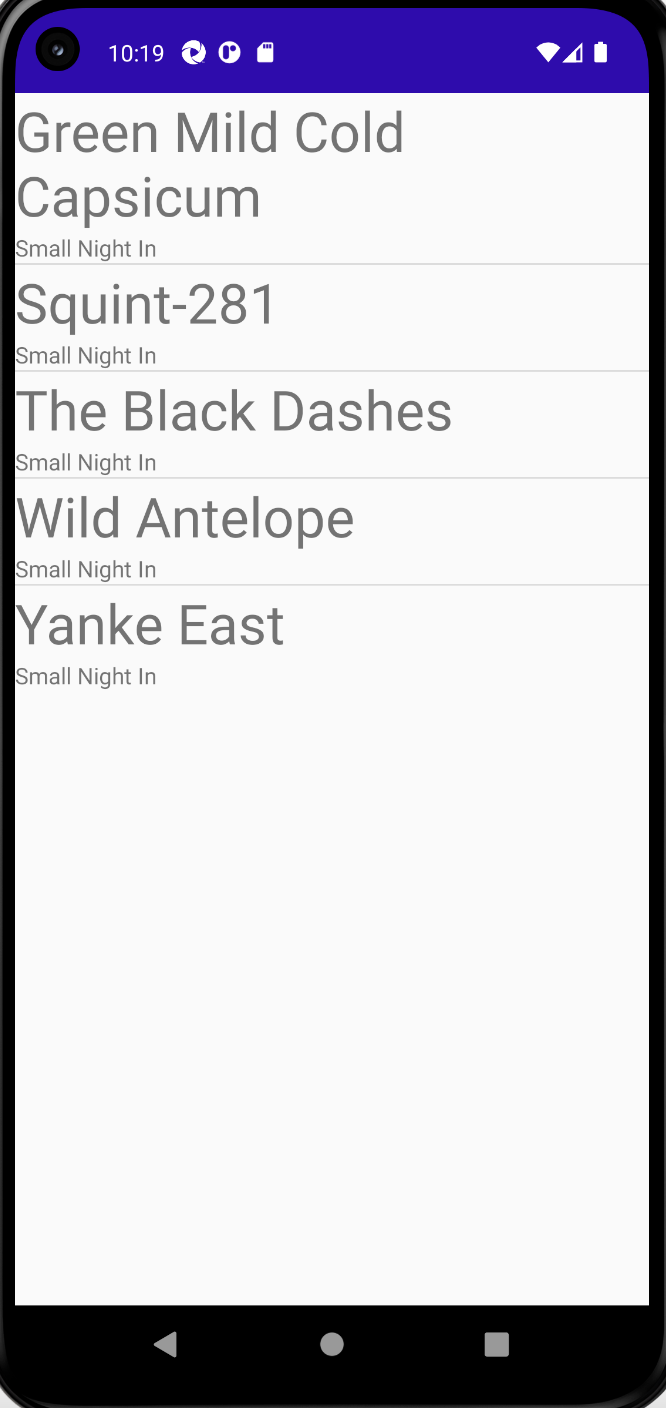 10:19
Green Mild Cold
Capsicum
Small Night In
Squint-281
Small Night In
The Black Dashes
Small Night In
Wild Antelope
Small Night In
Yanke East
Small Night In